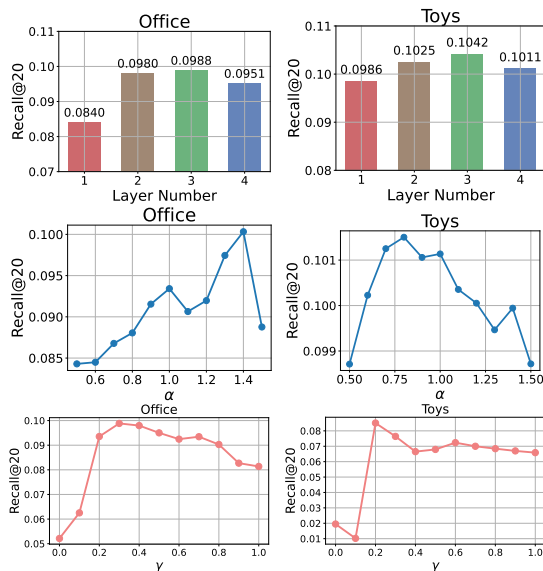 Office
Recall@20
0.11
0.10
0.09
0.08
0.07
0.0840
0.0980
0.0988
0.0951
1 2 3 4
Layer Number
Toys
Recall@20
0.11
0.10
0.09
0.08
0.0986
0.1025
0.1042
0.1011
1 2 3 4
Layer Number
Office
Recall@20
0.100
0.095
0.090
0.085
0.6 0.8 1.0 1.2 1.4
α
Toys
Recall@20
0.101
0.100
0.099
0.50 0.75 1.00 1.25 1.50
α
Office
Recall@20
0.10
0.09
0.08
0.07
0.06
0.05
0.0 0.2 0.4 0.6 0.8 1.0
γ
Toys
Recall@20
0.08
0.07
0.06
0.05
0.04
0.03
0.02
0.01
0.0 0.2 0.4 0.6 0.8 1.0
γ